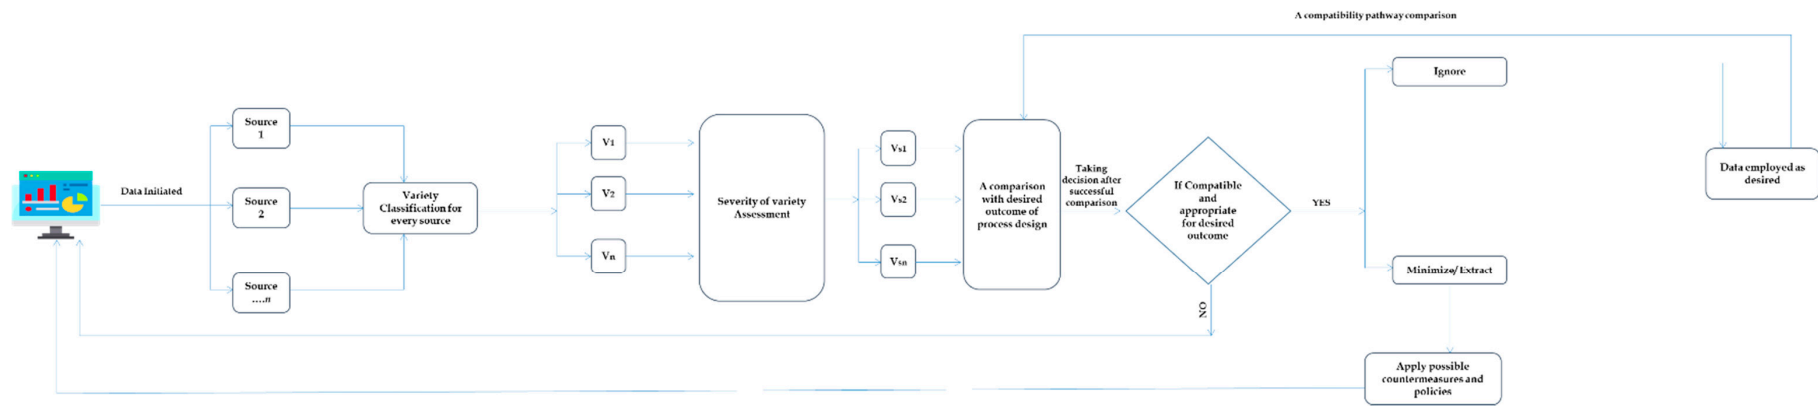 A compatibility pathway comparison
Data Initiated
Source
1
Source
2
Source
....n
Variety
Classification for
every source
V1
V2
Vn
Severity of variety
Assessment
Vs1
Vs2
Vsn
A comparison
with desired
outcome of
process design
Taking
decision after
successful
comparison
If Compatible
and
appropriate
for desired
outcome
YES
NO
Ignore
Minimize/ Extract
Apply possible
countermeasures and
policies
Data employed as
desired